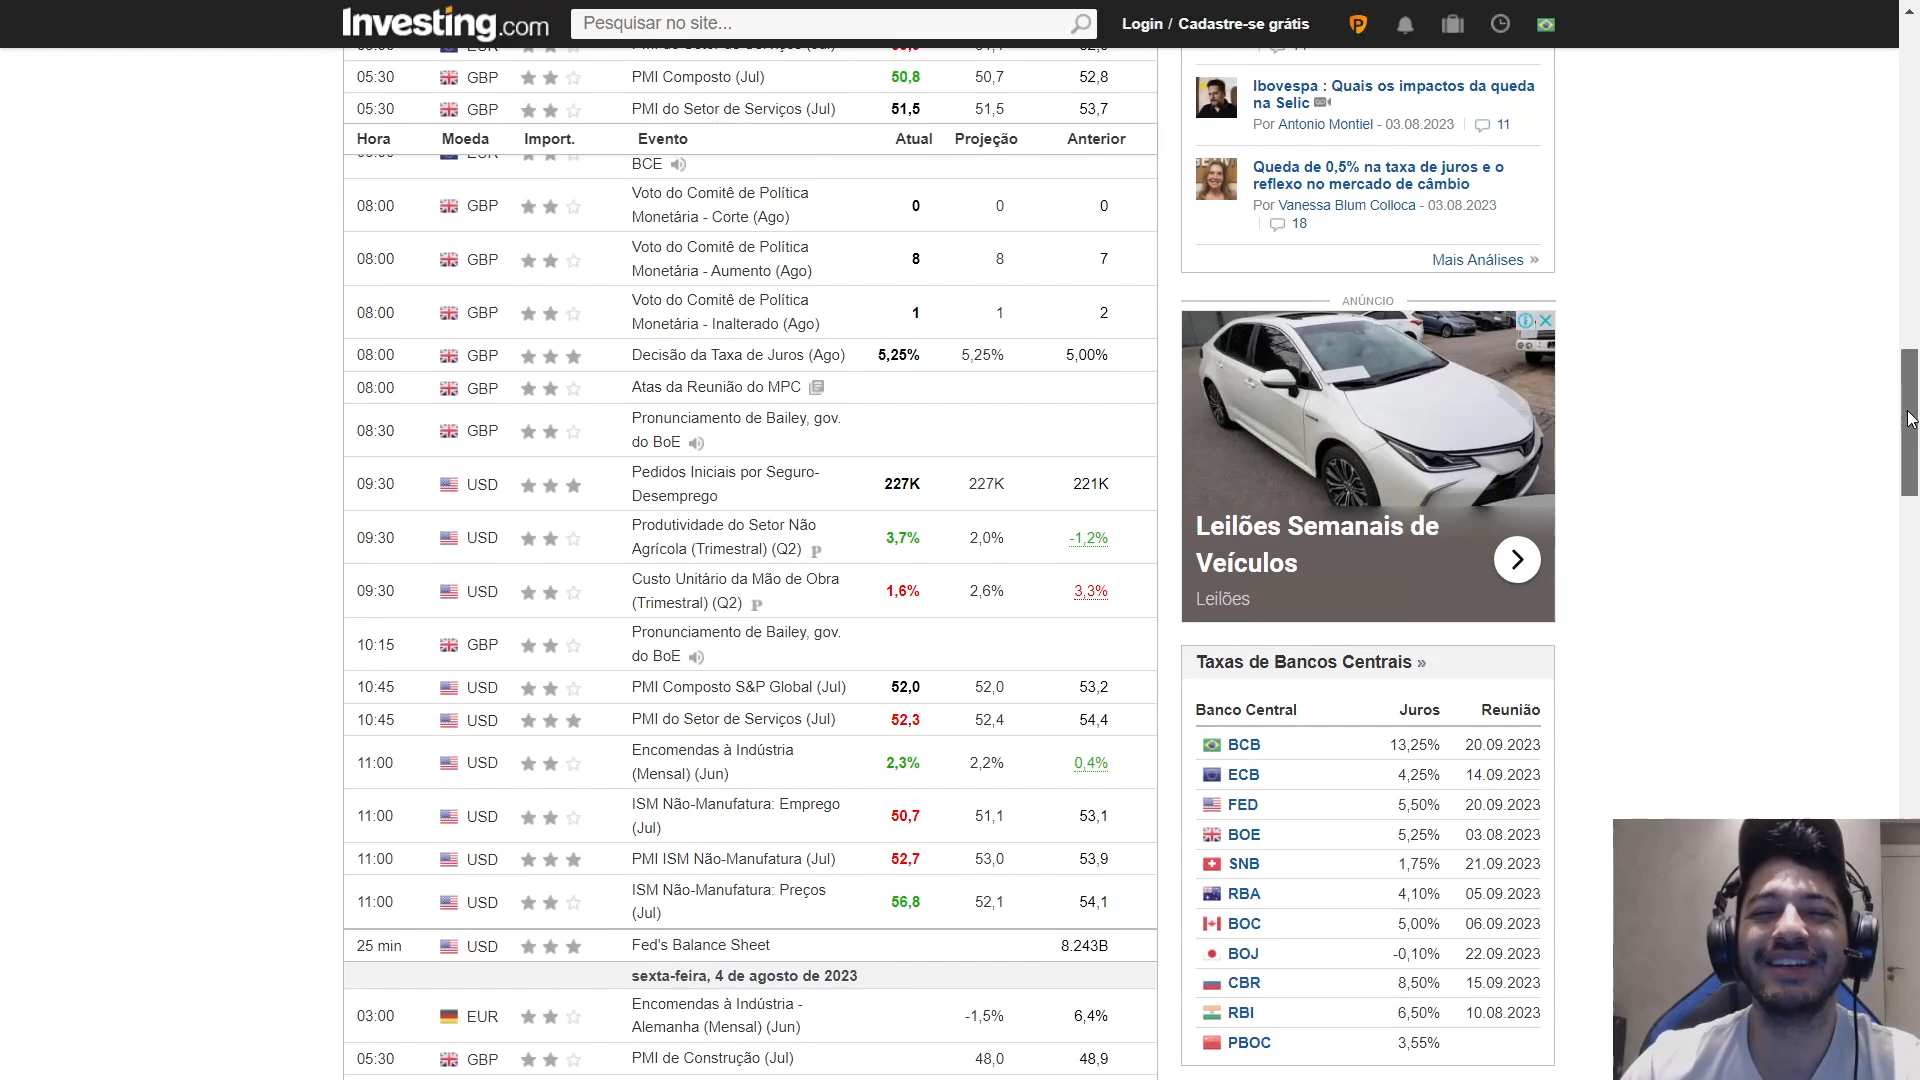 Investing.com
Pesquisar no site...
Login / Cadastre-se grátis
05:30 GBP PMI Composto (Jul) 50,8 50,7 52,8
05:30 GBP PMI do Setor de Serviços (Jul) 51,5 51,5 53,7
Hora Moeda Import. Evento Atual Projeção Anterior
BCE
08:00 GBP Voto do Comitê de Política
Monetária - Corte (Ago) 0 0 0
08:00 GBP Voto do Comitê de Política
Monetária - Aumento (Ago) 8 8 7
08:00 GBP Voto do Comitê de Política
Monetária - Inalterado (Ago) 1 1 2
08:00 GBP Decisão da Taxa de Juros (Ago) 5,25% 5,25% 5,00%
08:00 GBP Atas da Reunião do MPC
08:30 GBP Pronunciamento de Bailey, gov.
do BoE
09:30 USD Pedidos Iniciais por Seguro-
Desemprego 227K 227K 221K
09:30 USD Produtividade do Setor Não
Agrícola (Trimestral) (Q2) P 3,7% 2,0% -1,2%
09:30 USD Custo Unitário da Mão de Obra
(Trimestral) (Q2) P 1,6% 2,6% 3,3%
10:15 GBP Pronunciamento de Bailey, gov.
do BoE
10:45 USD PMI Composto S&P Global (Jul) 52,0 52,0 53,2
10:45 USD PMI do Setor de Serviços (Jul) 52,3 52,4 54,4
11:00 USD Encomendas à Indústria
(Mensal) (Jun) 2,3% 2,2% 0,4%
11:00 USD ISM Não-Manufatura: Emprego
(Jul) 50,7 51,1 53,1
11:00 USD PMI ISM Não-Manufatura (Jul) 52,7 53,0 53,9
11:00 USD ISM Não-Manufatura: Preços
(Jul) 56,8 52,1 54,1
25 min USD Fed's Balance Sheet 8.243B
sexta-feira, 4 de agosto de 2023
03:00 EUR Encomendas à Indústria -
Alemanha (Mensal) (Jun) -1,5% 6,4%
05:30 GBP PMI de Construção (Jul) 48,0 48,9
Ibovespa : Quais os impactos da queda
na Selic
Por Antonio Montiel - 03.08.2023 11
Queda de 0,5% na taxa de juros e o
reflexo no mercado de câmbio
Por Vanessa Blum Colloca - 03.08.2023
18
Mais Análises »
ANÚNCIO
Leilões Semanais de
Veículos
Leilões
Taxas de Bancos Centrais »
Banco Central Juros Reunião
BCB 13,25% 20.09.2023
ECB 4,25% 14.09.2023
FED 5,50% 20.09.2023
BOE 5,25% 03.08.2023
SNB 1,75% 21.09.2023
RBA 4,10% 05.09.2023
BOC 5,00% 06.09.2023
BOJ -0,10% 22.09.2023
CBR 8,50% 15.09.2023
RBI 6,50% 10.08.2023
PBOC 3,55%